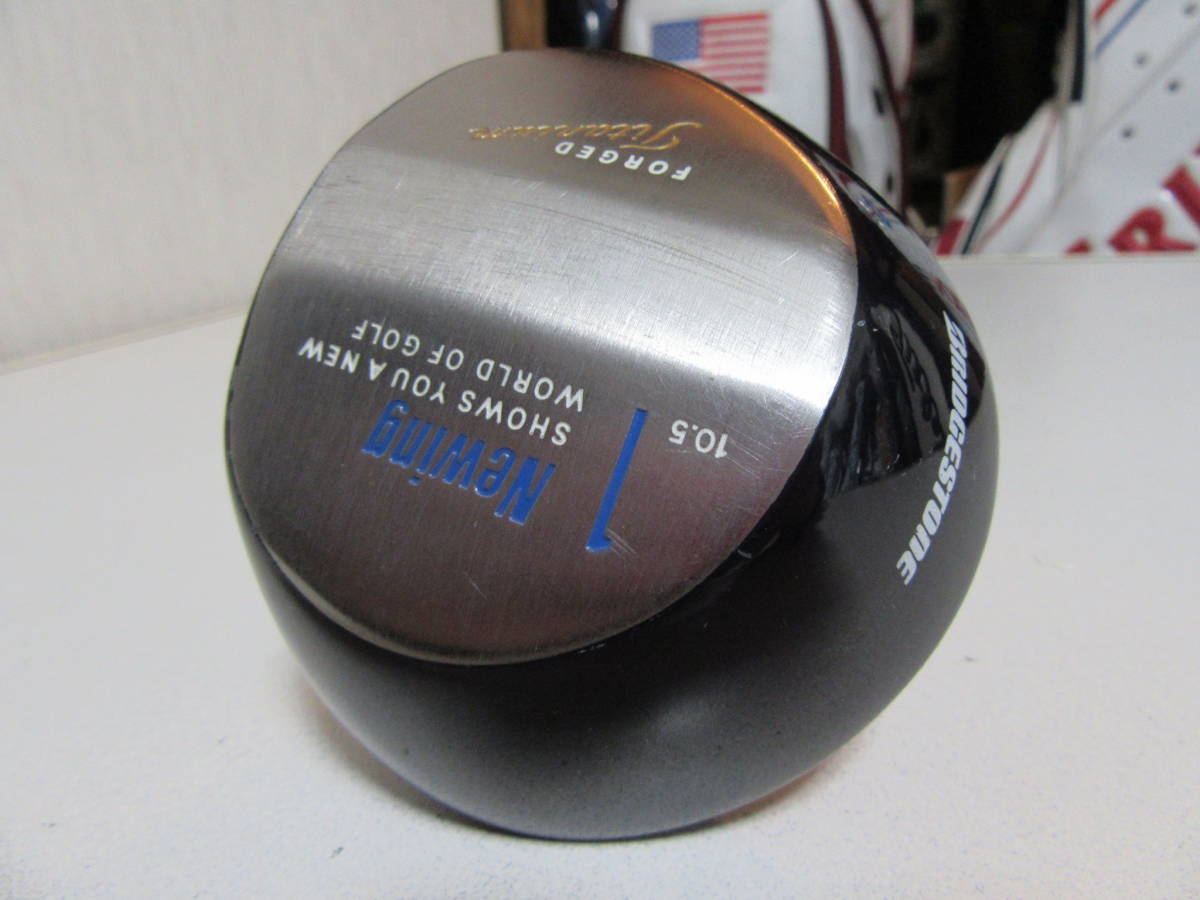 1
10.5
Newing
SHOWS YOU A NEW
WORLD OF GOLF
FORGED
Titanium
BRIDGESTONE